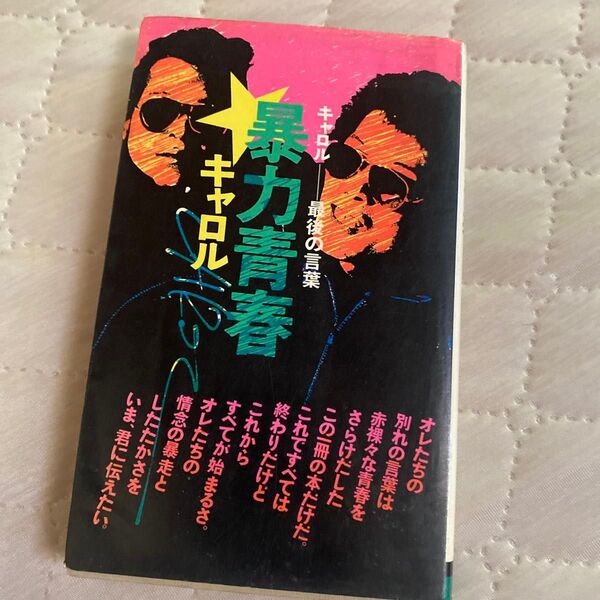 キャロル──最後の言葉
暴力青春
キャロル
オレたちの
別れの言葉は
赤裸々な青春を
さらけだした
この一冊の本だけだ。
これですべては
終わりだけど
これから
すべてが始まるさ。
オレたちの
情念の暴走と
したたかさを
いま、君に伝えたい。